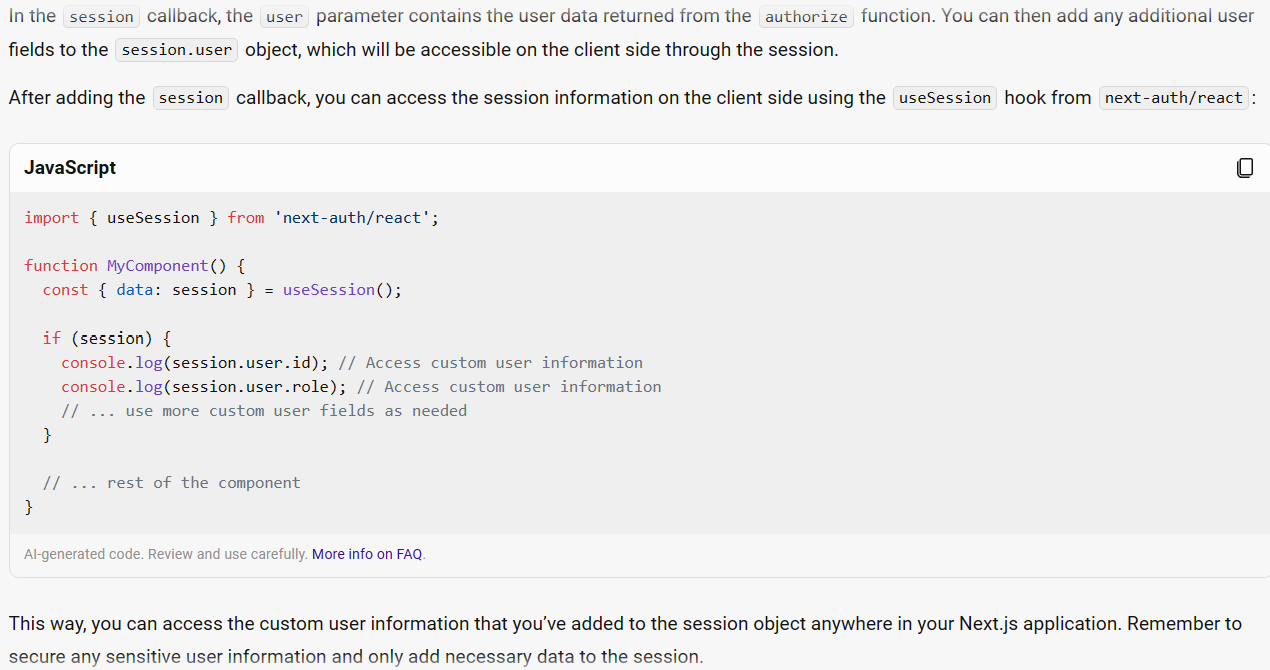 In the session callback, the user parameter contains the user data returned from the authorize function. You can then add any additional user
fields to the session.user object, which will be accessible on the client side through the session.
After adding the session callback, you can access the session information on the client side using the useSession hook from next-auth/react :
JavaScript
import { useSession } from 'next-auth/react';
function MyComponent() {
  const { data: session } = useSession();
  if (session) {
    console.log(session.user.id); // Access custom user information
    console.log(session.user.role); // Access custom user information
    // ... use more custom user fields as needed
  }
  // ... rest of the component
}
AI-generated code. Review and use carefully. More info on FAQ.
This way, you can access the custom user information that you’ve added to the session object anywhere in your Next.js application. Remember to
secure any sensitive user information and only add necessary data to the session.